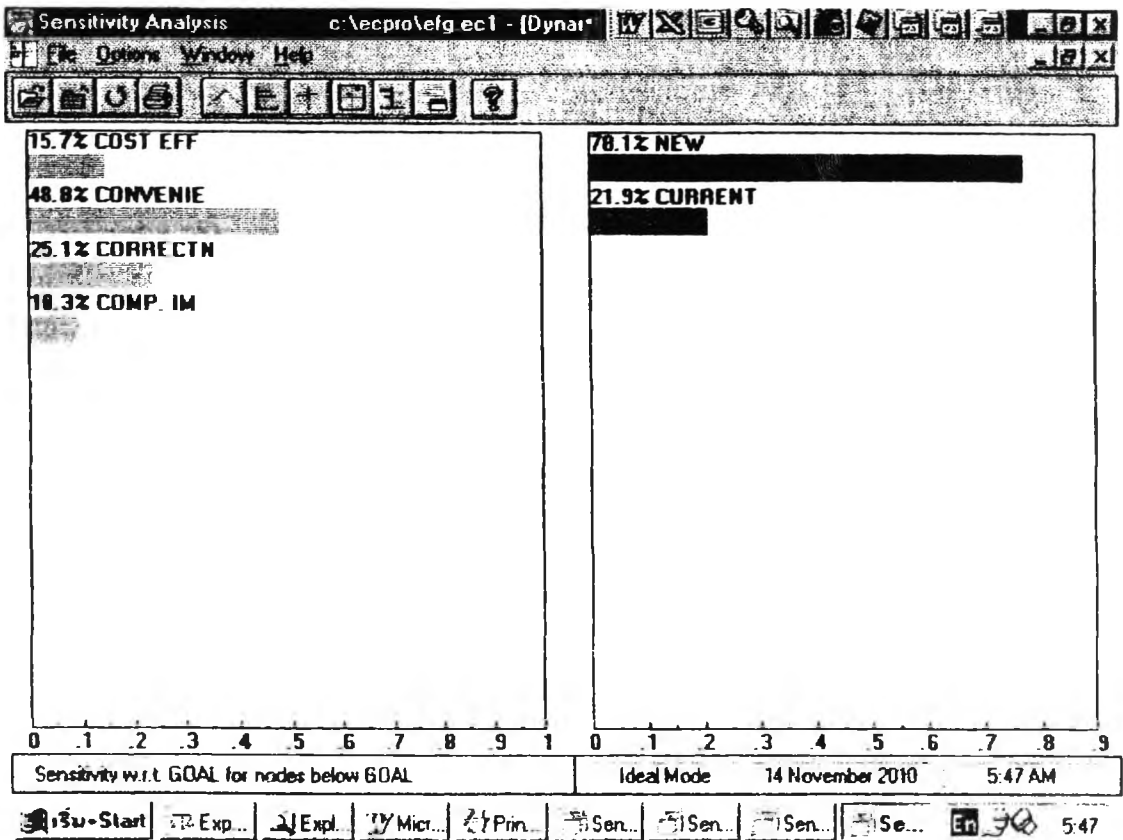 Sensitivity Analysis c:\ecpro\efg.ec1 - [Dynar
File Options Window Help
15.7% COST EFF
48.8% CONVENIE
25.1% CORRECTN
10.3% COMP. IM
78.1% NEW
21.9% CURRENT
0 .1 .2 .3 .4 .5 .6 .7 .8 .9 1
0 .1 .2 .3 .4 .5 .6 .7 .8 .9
Sensitivity w.r.t. GOAL for nodes below GOAL
Ideal Mode 14 November 2010 5:47 AM
เริ่ม-Start Exp... Expl... Micr... Prin... Sen... Sen... Sen... Se... En 5:47